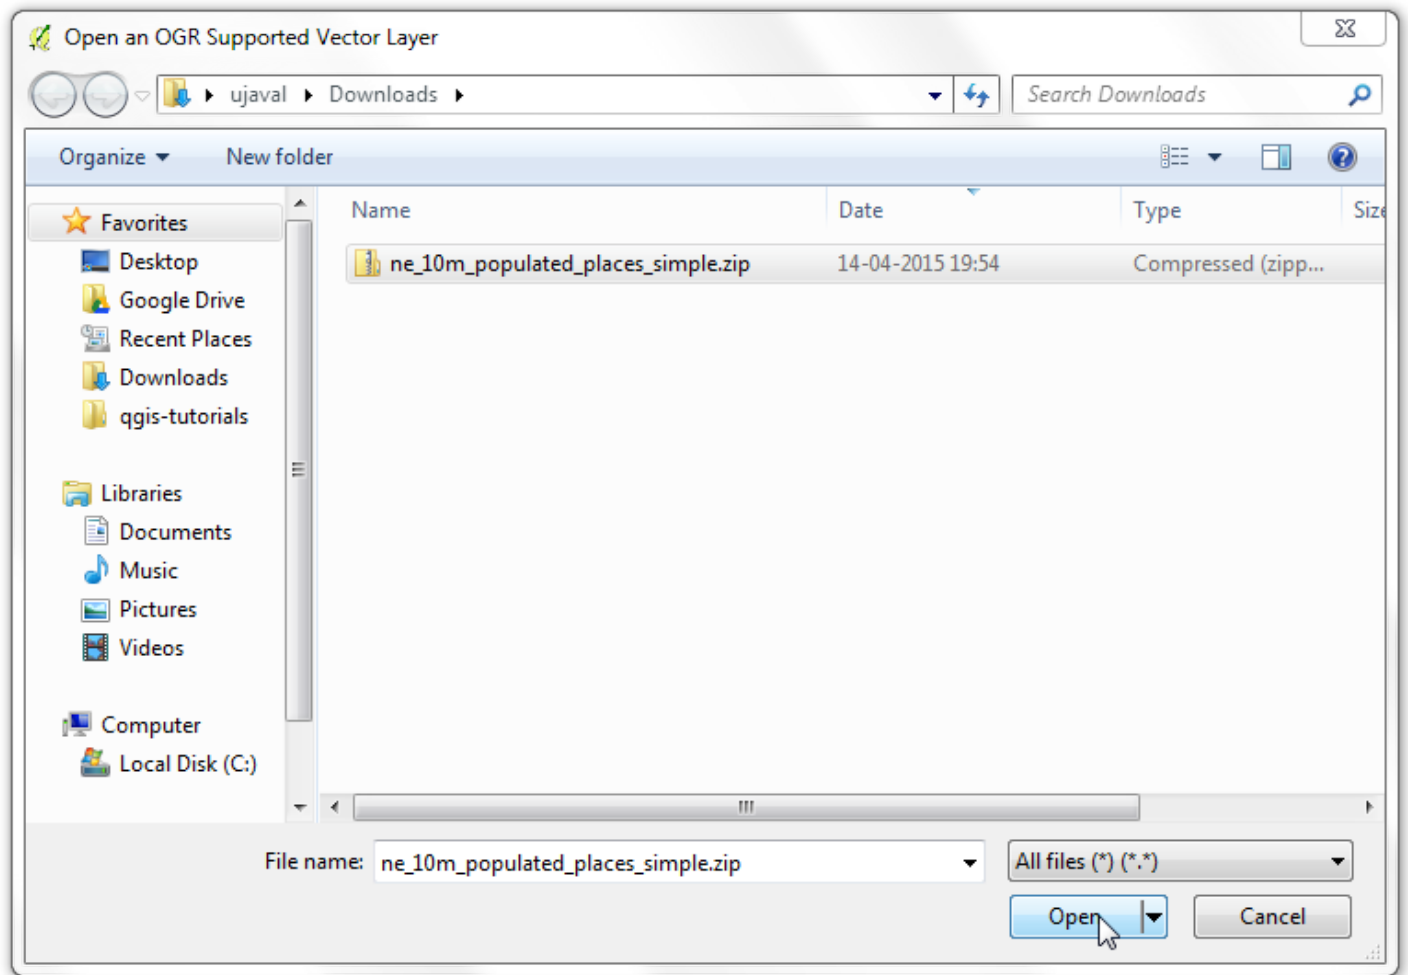 Open an OGR Supported Vector Layer
ujaval Downloads
Search Downloads
Organize New folder
Name Date Type Size
ne_10m_populated_places_simple.zip 14-04-2015 19:54 Compressed (zipp...
Favorites
Desktop
Google Drive
Recent Places
Downloads
qgis-tutorials
Libraries
Documents
Music
Pictures
Videos
Computer
Local Disk (C:)
File name: ne_10m_populated_places_simple.zip All files (*) (*.*)
Open Cancel